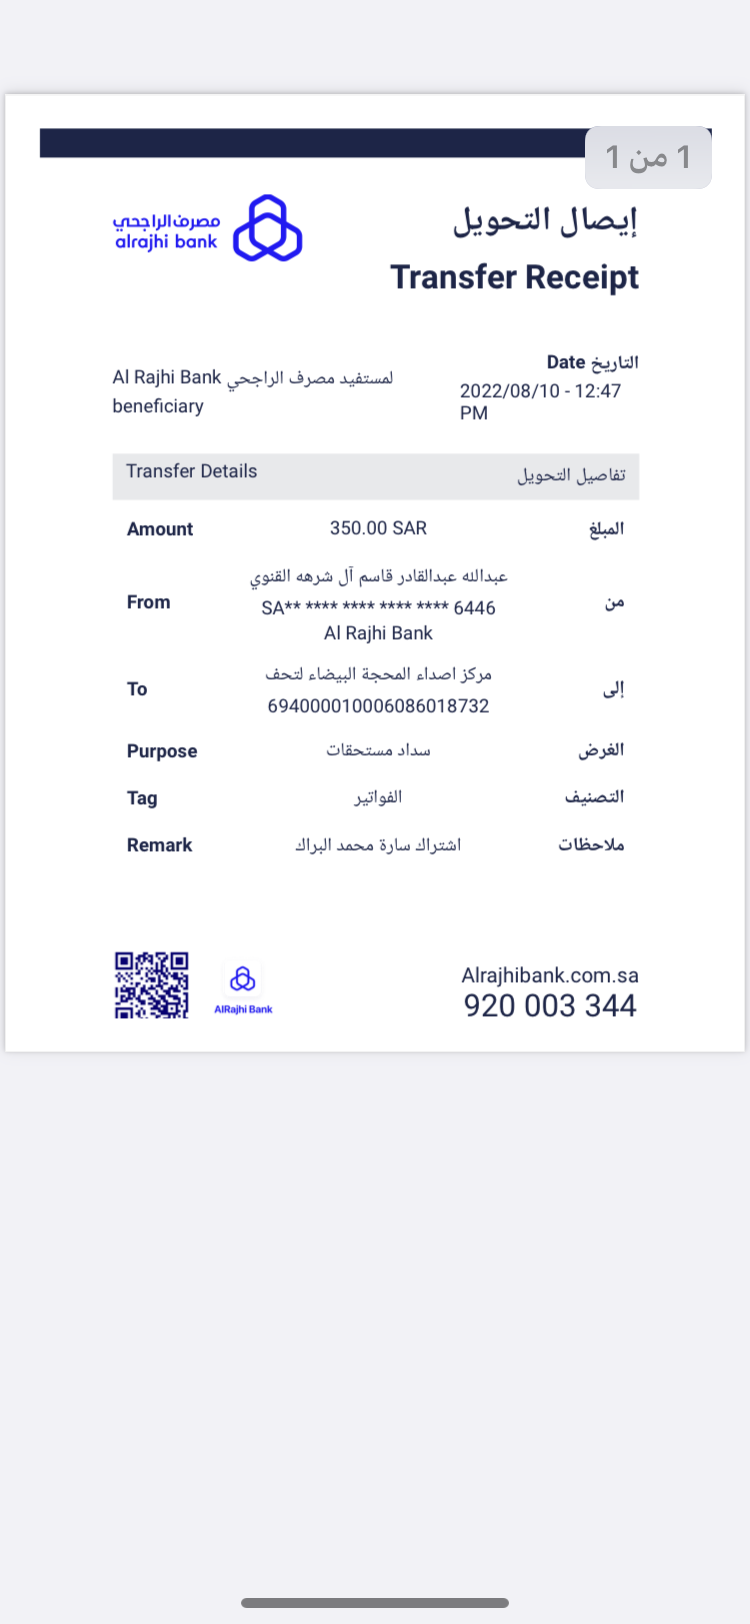 1 من 1
مصرف الراجحي
alrajhi bank
إيصال التحويل
Transfer Receipt
التاريخ Date
2022/08/10 - 12:47
PM
لمستفيد مصرف الراجحي Al Rajhi Bank
beneficiary
Transfer Details تفاصيل التحويل
Amount 350.00 SAR المبلغ
عبدالله عبدالقادر قاسم آل شرهه القنوي
From SA** **** **** **** **** 6446 من
Al Rajhi Bank
مركز اصداء المحجة البيضاء لتحف
To 694000010006086018732 إلى
Purpose سداد مستحقات الغرض
Tag الفواتير التصنيف
Remark اشتراك سارة محمد البراك ملاحظات
AlRajhi Bank
Alrajhibank.com.sa
920 003 344